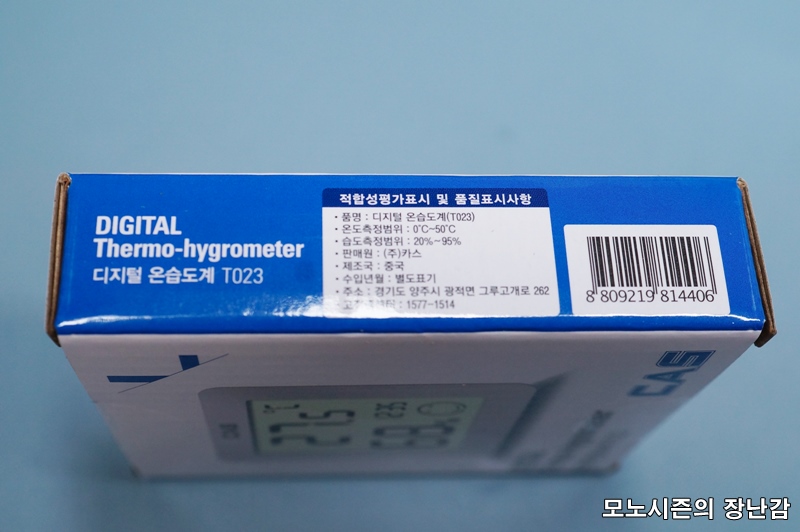 DIGITAL
Thermo-hygrometer
디지털 온습도계 T023
적합성평가표시 및 품질표시사항
• 품명 : 디지털 온습도계(T023)
• 온도측정범위 : 0℃~50℃
• 습도측정범위 : 20%~95%
• 판매원 : (주)카스
• 제조국 : 중국
• 수입년월 : 별도표기
• 주소 : 경기도 양주시 광적면 그루고개로 262
: 1577-1514
8 809219 814406
CAS
27.5 ℃
모노시즌의 장난감